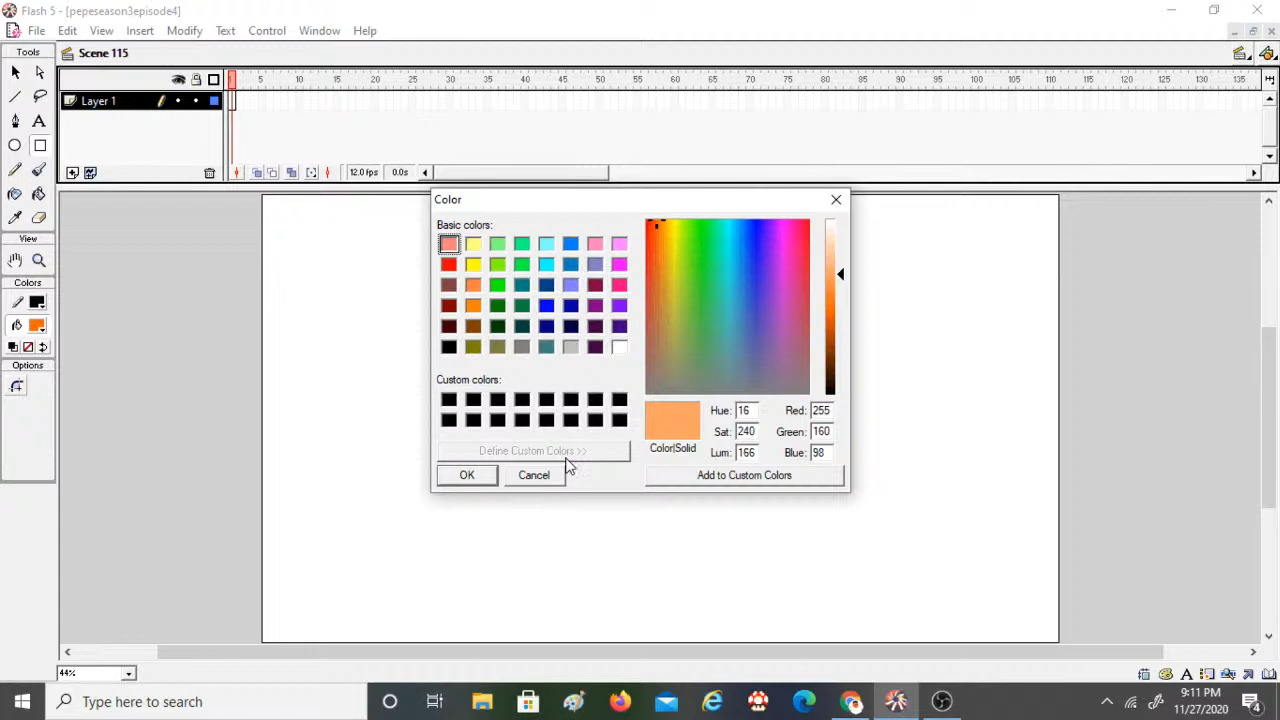 Flash 5 - [pepeseason3episode4]
File Edit View Insert Modify Text Control Window Help
Tools
Scene 115
1 5 10 15 20 25 30 35 40 45 50 55 60 65 70 75 80 85 90 95 100 105 110 115 120 125 130 135
Layer 1
12.0 fps 0.0s
View
Colors
Options
Color
Basic colors:
Custom colors:
Define Custom Colors >>
OK Cancel
Color|Solid
Hue: 16 Red: 255
Sat: 240 Green: 160
Lum: 166 Blue: 98
Add to Custom Colors
44%
Type here to search
9:11 PM
11/27/2020
4